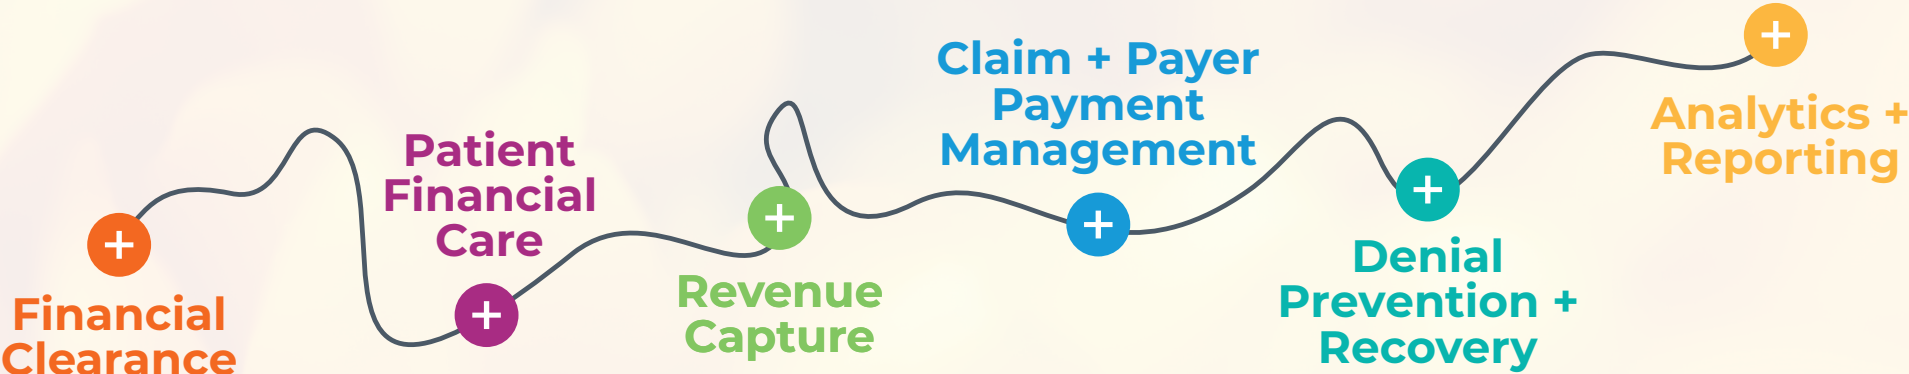 Financial
Clearance
Patient
Financial
Care
Revenue
Capture
Claim + Payer
Payment
Management
Denial
Prevention +
Recovery
Analytics +
Reporting